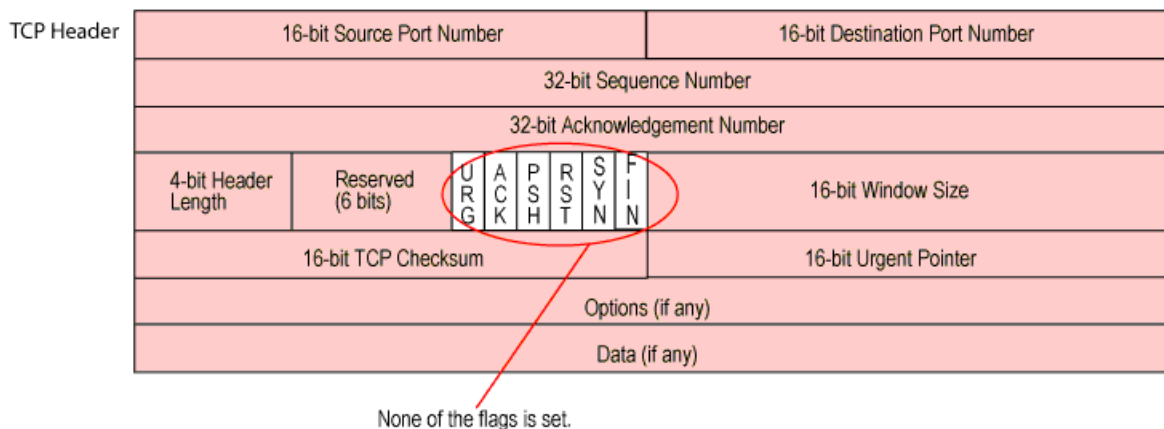 TCP Header
16-bit Source Port Number
16-bit Destination Port Number
32-bit Sequence Number
32-bit Acknowledgement Number
4-bit Header
Length
Reserved
(6 bits)
URG
ACK
PSH
RST
SYN
FIN
16-bit Window Size
16-bit TCP Checksum
16-bit Urgent Pointer
Options (if any)
Data (if any)
None of the flags is set.